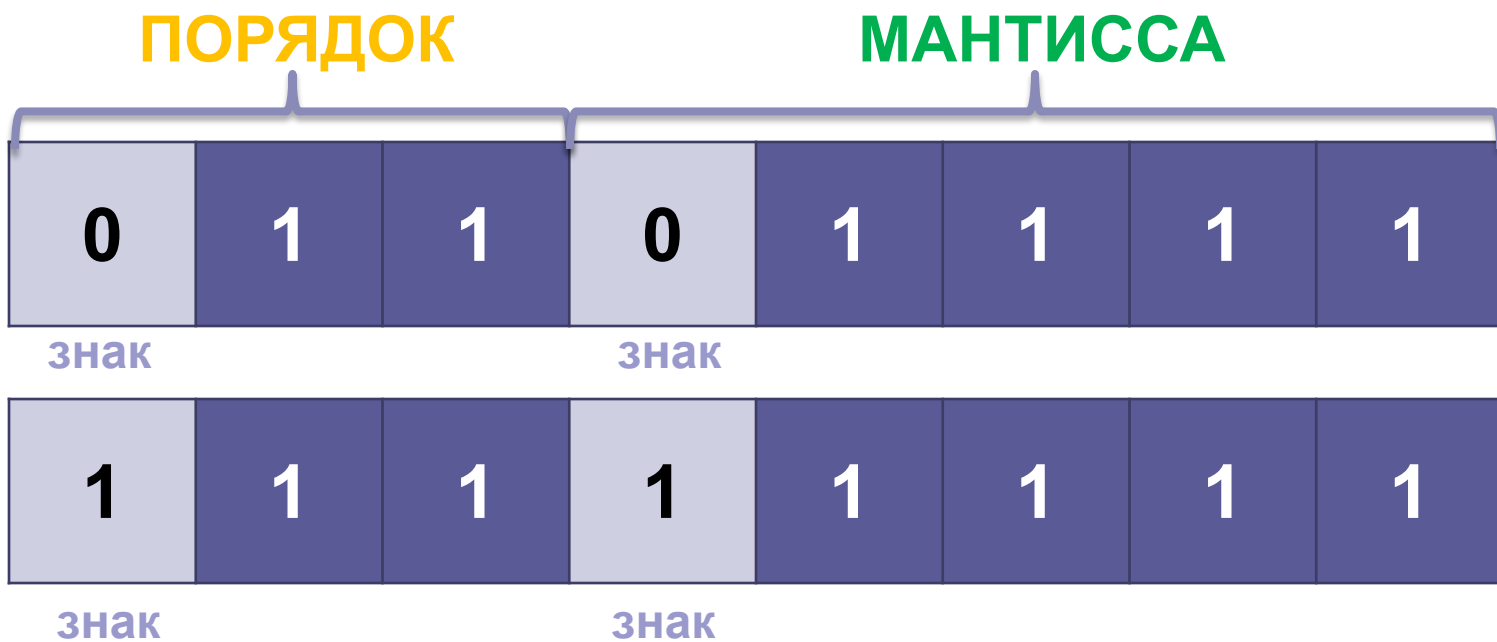 ПОРЯДОК МАНТИССА
0 1 1 0 1 1 1 1
знак знак
1 1 1 1 1 1 1 1
знак знак